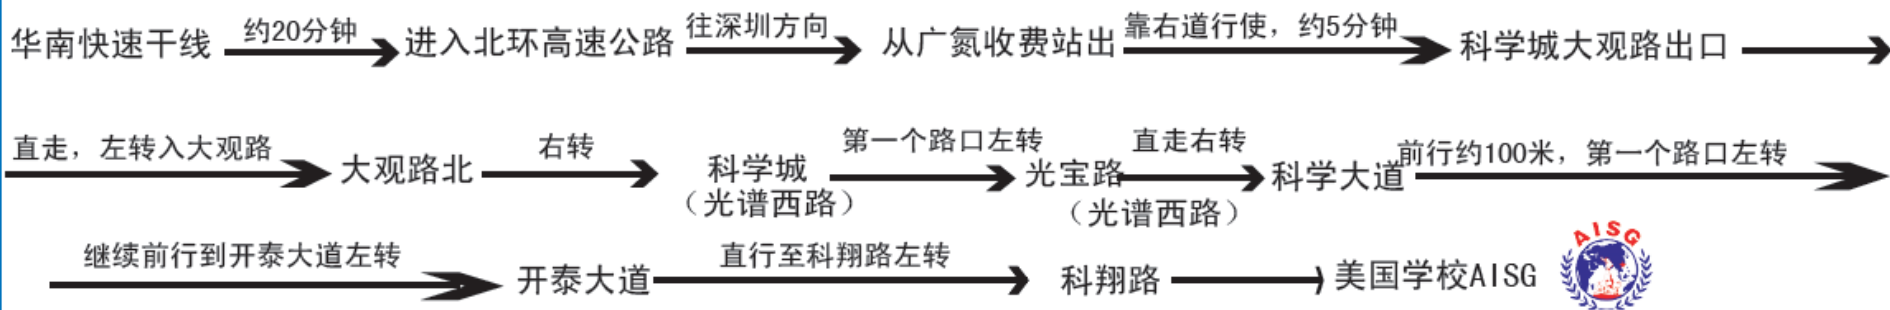 华南快速干线 约20分钟 进入北环高速公路 往深圳方向 从广氮收费站出 靠右道行使，约5分钟 科学城大观路出口
直走，左转入大观路 大观路北 右转 科学城 第一个路口左转 光宝路 直走右转 科学大道 前行约100米，第一个路口左转
（光谱西路） （光谱西路）
继续前行到开泰大道左转 开泰大道 直行至科翔路左转 科翔路 美国学校AISG AISG